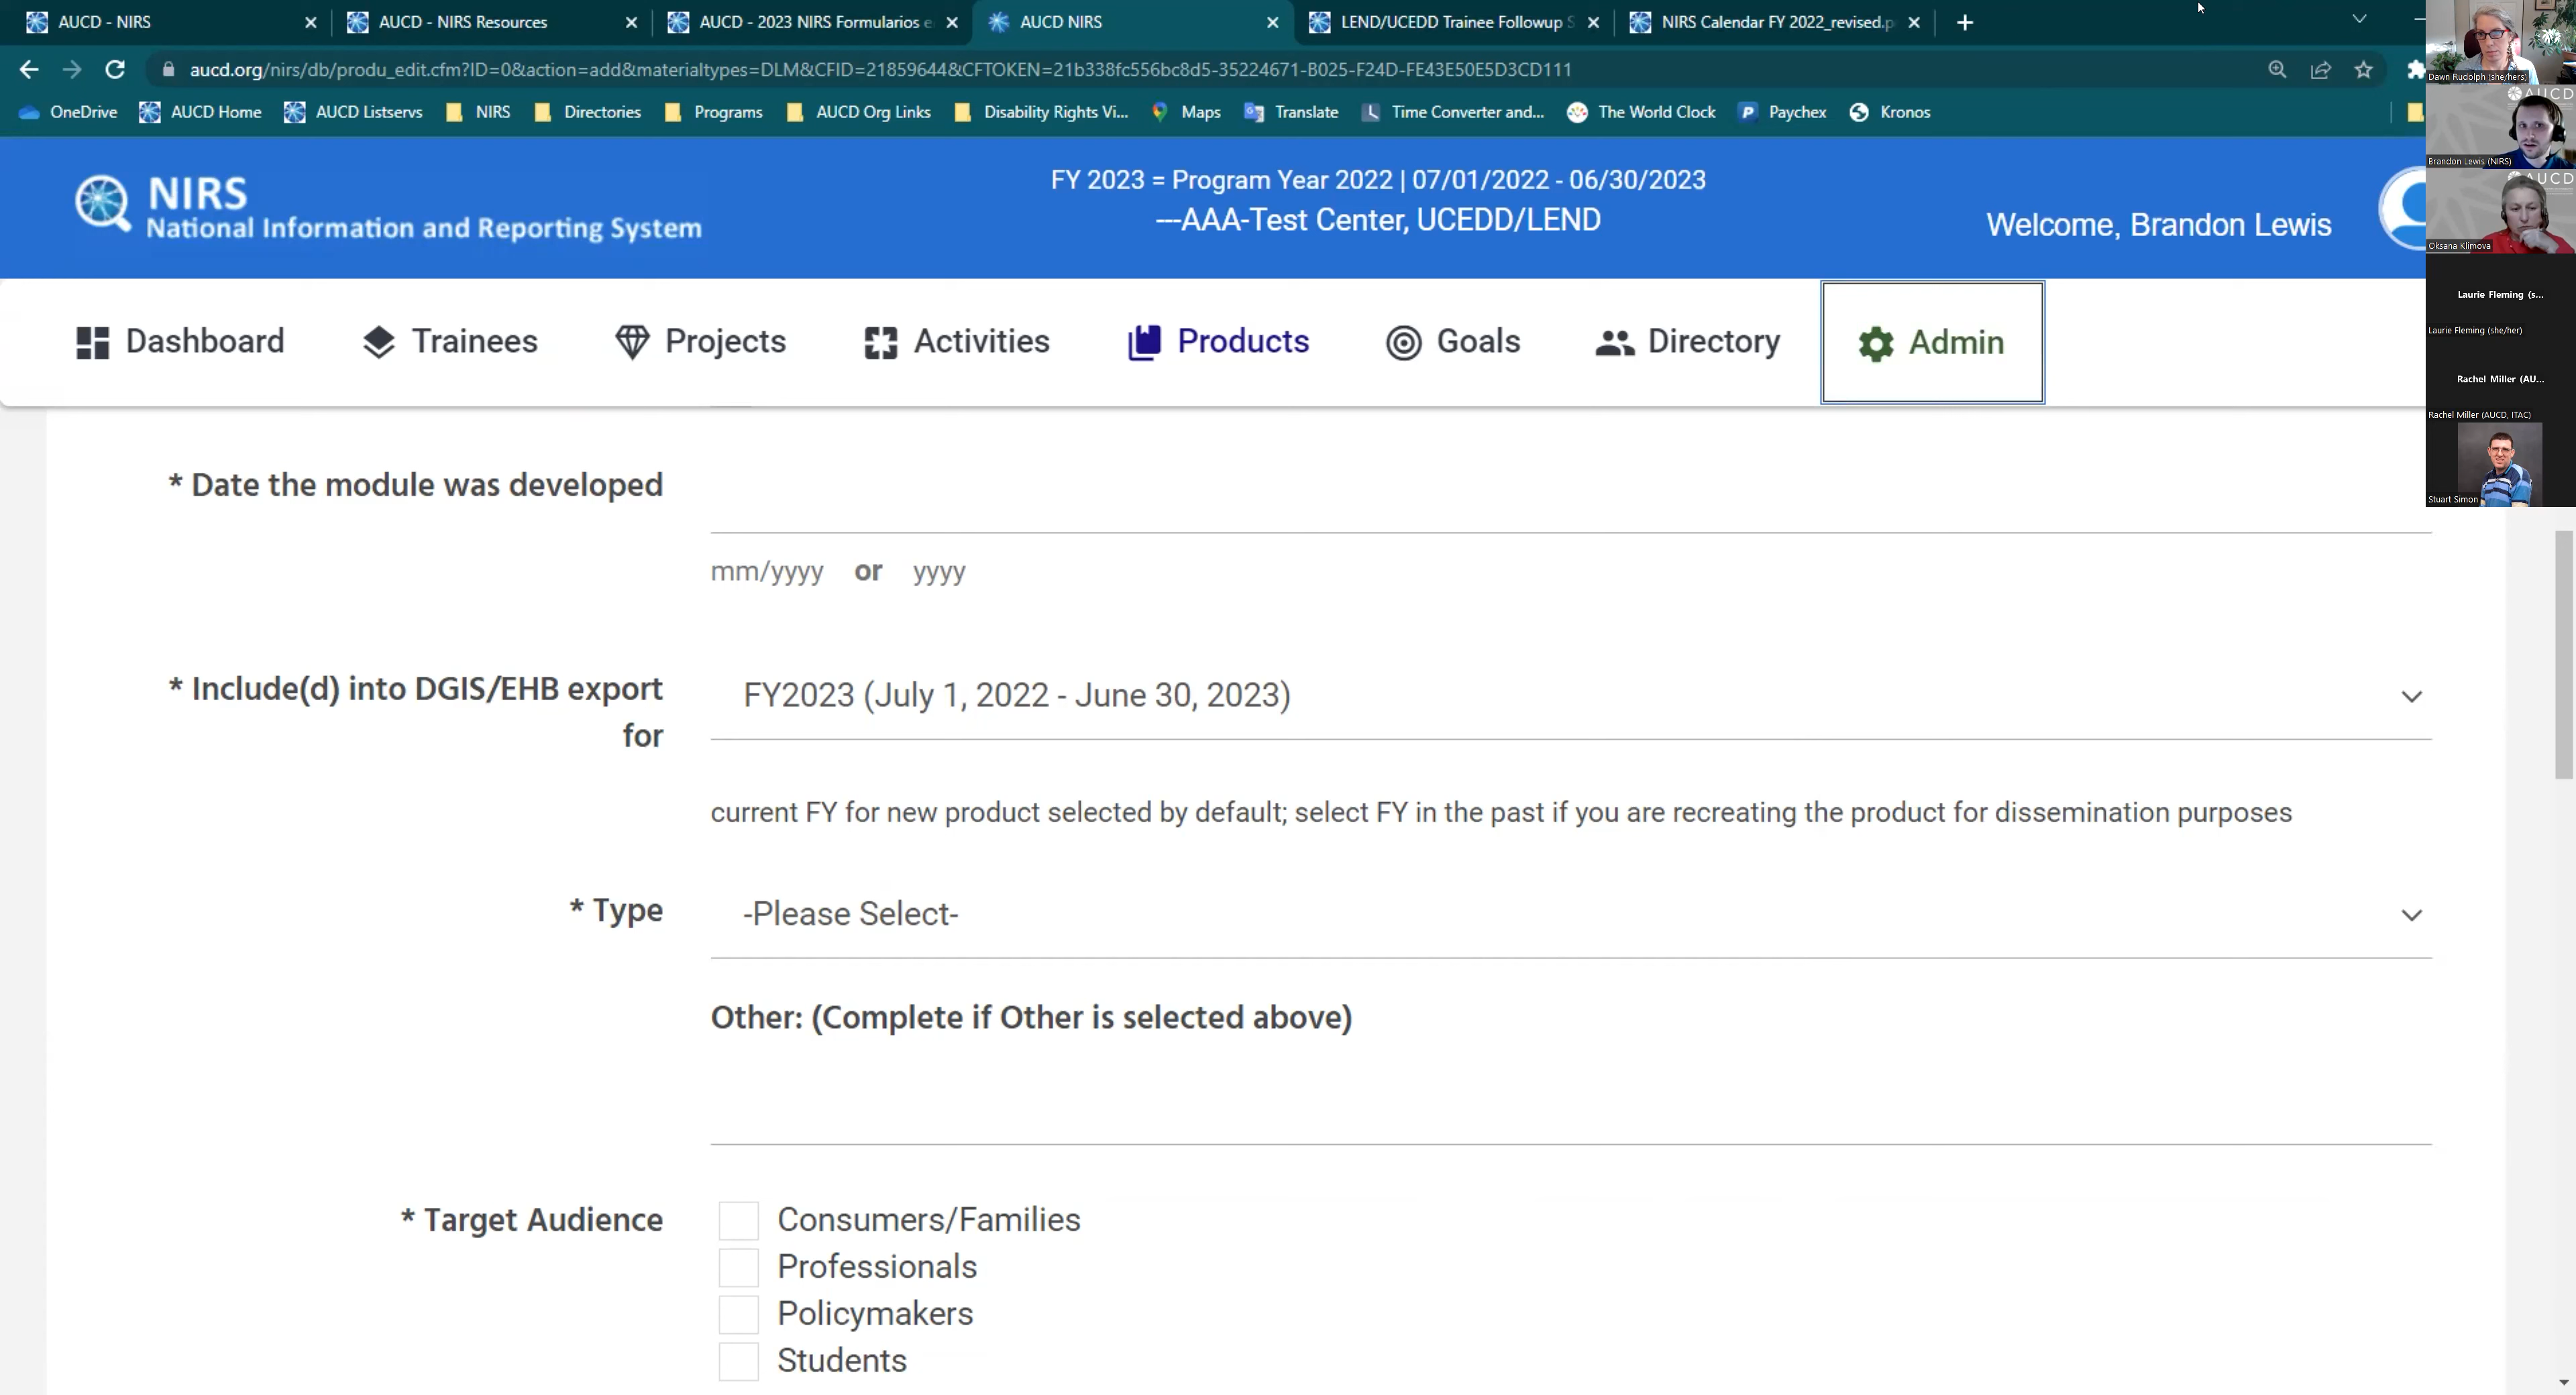 AUCD - NIRS
AUCD - NIRS Resources
AUCD - 2023 NIRS Formularios e
AUCD NIRS
LEND/UCEDD Trainee Followup S
NIRS Calendar FY 2022_revised.p
aucd.org/nirs/db/produ_edit.cfm?ID=0&action=add&materialtypes=DLM&CFID=21859644&CFTOKEN=21b338fc556bc8d5-35224671-B025-F24D-FE43E50E5D3CD111
OneDrive
AUCD Home
AUCD Listservs
NIRS
Directories
Programs
AUCD Org Links
Disability Rights Vi...
Maps
Translate
Time Converter and...
The World Clock
Paychex
Kronos
NIRS
National Information and Reporting System
FY 2023 = Program Year 2022 | 07/01/2022 - 06/30/2023
---AAA-Test Center, UCEDD/LEND
Welcome, Brandon Lewis
Dashboard
Trainees
Projects
Activities
Products
Goals
Directory
Admin
* Date the module was developed
mm/yyyy or yyyy
* Include(d) into DGIS/EHB export
for
FY2023 (July 1, 2022 - June 30, 2023)
current FY for new product selected by default; select FY in the past if you are recreating the product for dissemination purposes
* Type
-Please Select-
Other: (Complete if Other is selected above)
* Target Audience
Consumers/Families
Professionals
Policymakers
Students
Dawn Rudolph (she/hers)
AUCD
Brandon Lewis (NIRS)
AUCD
Oksana Klimova
Laurie Fleming (s...
Laurie Fleming (she/her)
Rachel Miller (AU...
Rachel Miller (AUCD, ITAC)
Stuart Simon